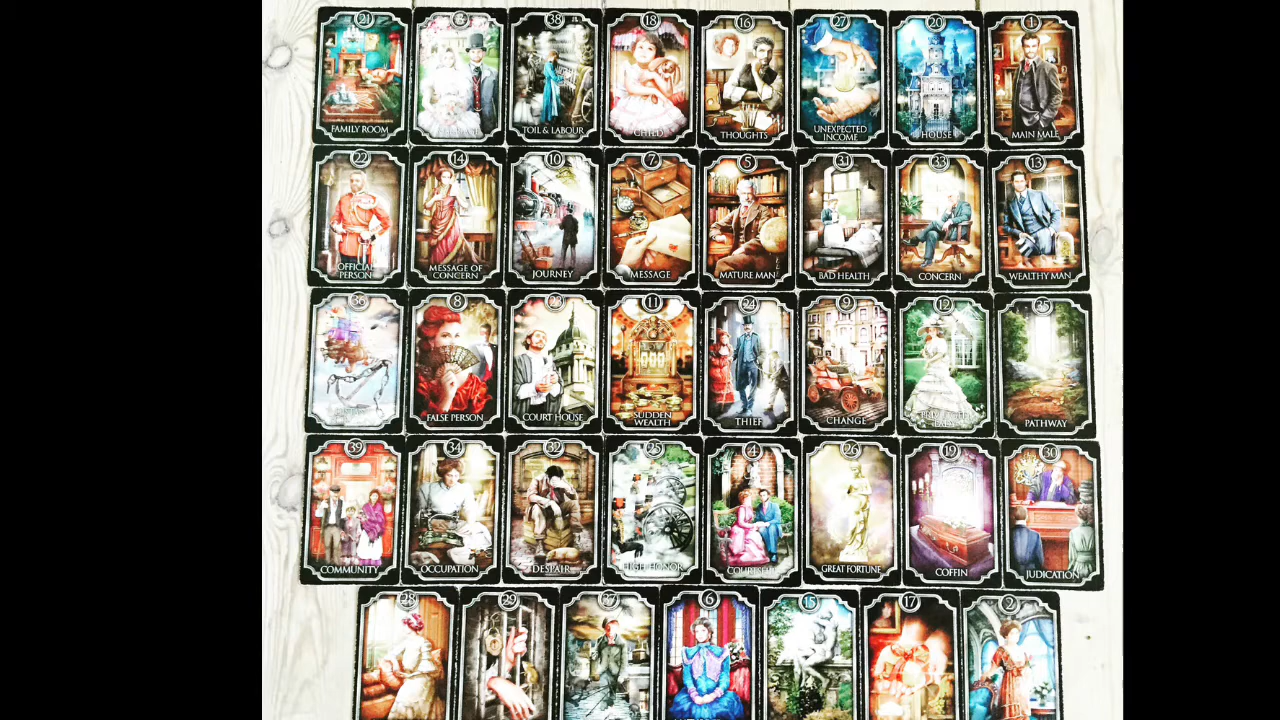 21
FAMILY ROOM
38
TOIL & LABOUR
18
CHILD
16
THOUGHTS
27
UNEXPECTED
INCOME
20
HOUSE
1
MAIN MALE
22
OFFICIAL
PERSON
14
MESSAGE OF
CONCERN
10
JOURNEY
7
MESSAGE
5
MATURE MAN
31
BAD HEALTH
33
CONCERN
13
WEALTHY MAN
36
8
FALSE PERSON
COURT HOUSE
11
SUDDEN
WEALTH
24
THIEF
9
CHANGE
12
35
PATHWAY
39
COMMUNITY
34
OCCUPATION
32
DESPAIR
25
HIGH HONOR
4
COURTSHIP
26
GREAT FORTUNE
19
COFFIN
30
JUDICATION
28
29
37
6
15
17
2